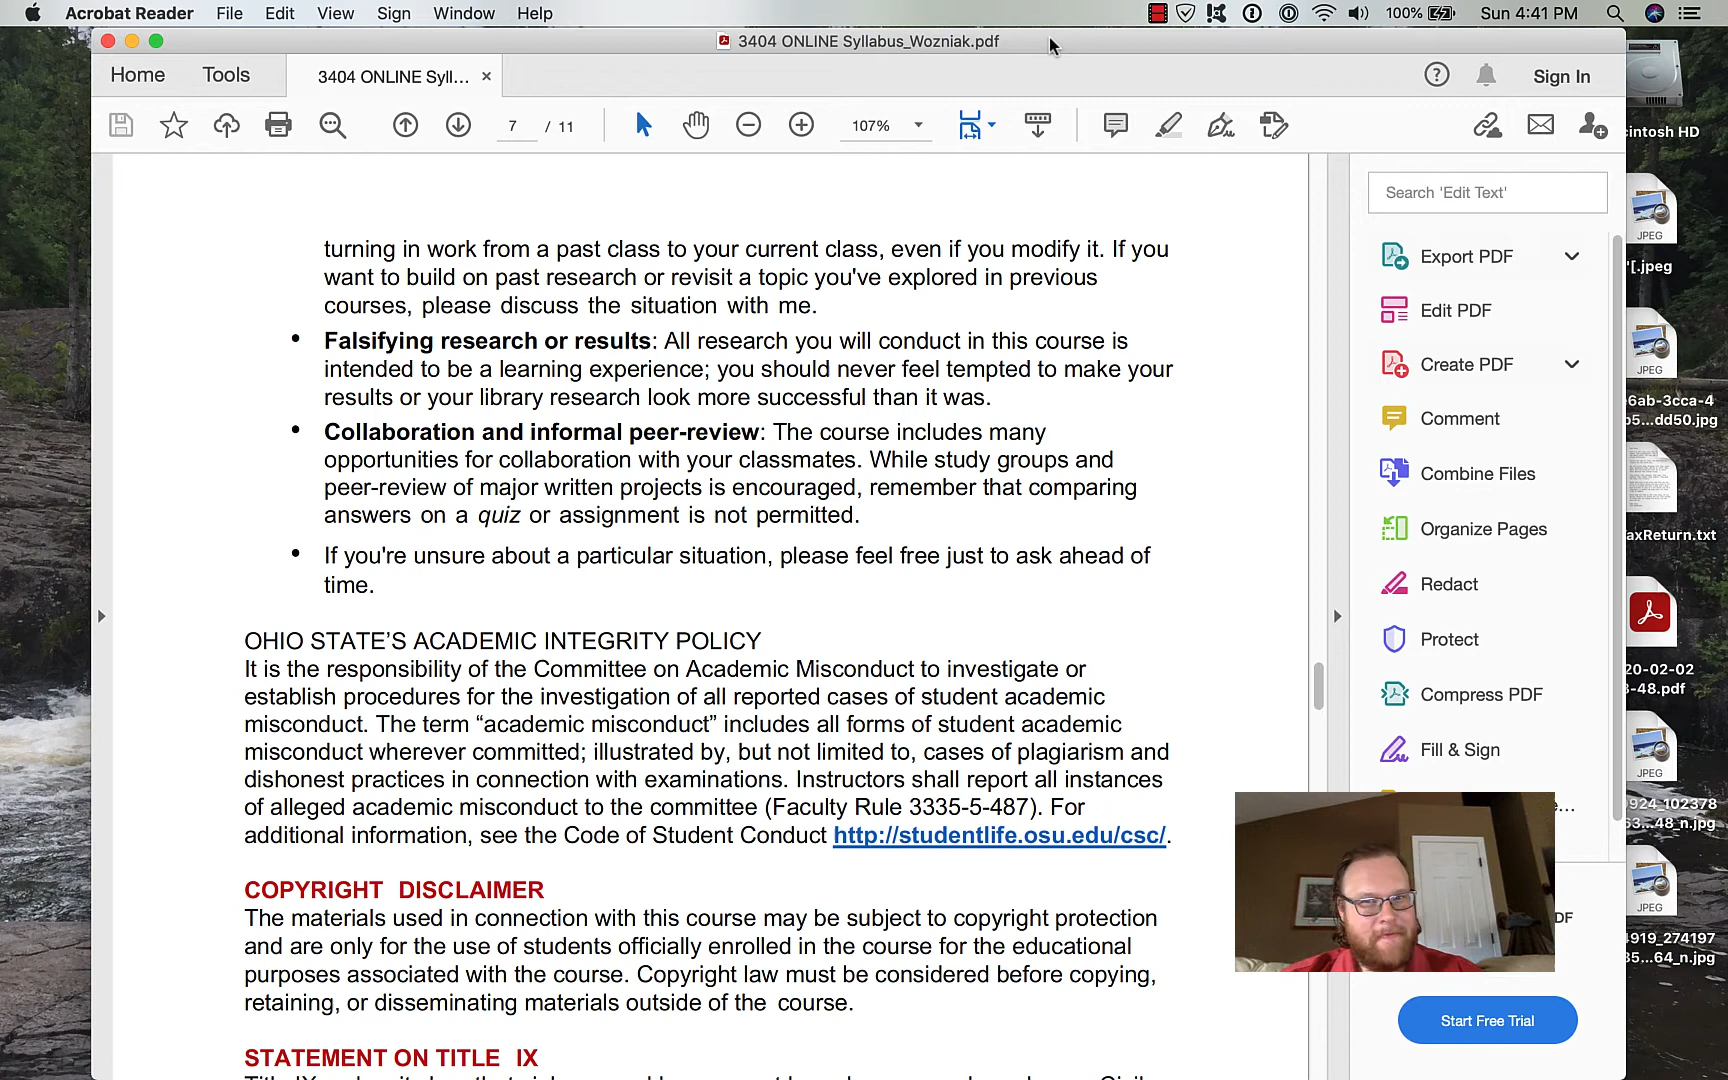 Acrobat Reader File Edit View Sign Window Help 100% Sun 4:41 PM
3404 ONLINE Syllabus_Wozniak.pdf
Home Tools 3404 ONLINE Syll... Sign In
7 / 11 107%
intosh HD
Search 'Edit Text'
turning in work from a past class to your current class, even if you modify it. If you
want to build on past research or revisit a topic you've explored in previous
courses, please discuss the situation with me.
• Falsifying research or results: All research you will conduct in this course is
intended to be a learning experience; you should never feel tempted to make your
results or your library research look more successful than it was.
• Collaboration and informal peer-review: The course includes many
opportunities for collaboration with your classmates. While study groups and
peer-review of major written projects is encouraged, remember that comparing
answers on a quiz or assignment is not permitted.
• If you're unsure about a particular situation, please feel free just to ask ahead of
time.
OHIO STATE’S ACADEMIC INTEGRITY POLICY
It is the responsibility of the Committee on Academic Misconduct to investigate or
establish procedures for the investigation of all reported cases of student academic
misconduct. The term “academic misconduct” includes all forms of student academic
misconduct wherever committed; illustrated by, but not limited to, cases of plagiarism and
dishonest practices in connection with examinations. Instructors shall report all instances
of alleged academic misconduct to the committee (Faculty Rule 3335-5-487). For
additional information, see the Code of Student Conduct http://studentlife.osu.edu/csc/.
COPYRIGHT DISCLAIMER
The materials used in connection with this course may be subject to copyright protection
and are only for the use of students officially enrolled in the course for the educational
purposes associated with the course. Copyright law must be considered before copying,
retaining, or disseminating materials outside of the course.
STATEMENT ON TITLE IX
Export PDF
Edit PDF
Create PDF
Comment
Combine Files
Organize Pages
Redact
Protect
Compress PDF
Fill & Sign
Start Free Trial
JPEG
'[.jpeg
JPEG
6ab-3cca-4
5...dd50.jpg
axReturn.txt
20-02-02
3-48.pdf
JPEG
0924_102378
63...48_n.jpg
JPEG
4919_274197
35...64_n.jpg